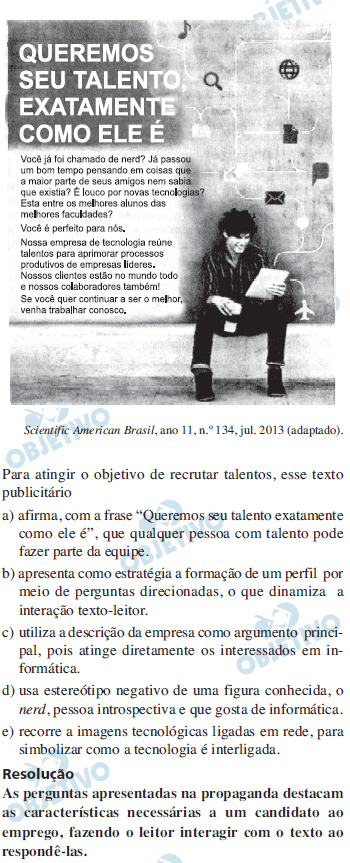 OBJETIVO
QUEREMOS
SEU TALENTO,
EXATAMENTE
COMO ELE É
Você já foi chamado de nerd? Já passou
um bom tempo pensando em coisas que
a maior parte de seus amigos nem sabia
que existia? É louco por novas tecnologias?
Esta entre os melhores alunos das
melhores faculdades?
Você é perfeito para nós.
Nossa empresa de tecnologia reúne
talentos para aprimorar processos
produtivos de empresas líderes.
Nossos clientes estão no mundo todo
e nossos colaboradores também!
Se você quer continuar a ser o melhor,
venha trabalhar conosco.
Scientific American Brasil, ano 11, n.º 134, jul. 2013 (adaptado).
OBJETIVO
Para atingir o objetivo de recrutar talentos, esse texto
publicitário
a) afirma, com a frase “Queremos seu talento exatamente
como ele é”, que qualquer pessoa com talento pode
fazer parte da equipe.
OBJETIVO
b) apresenta como estratégia a formação de um perfil por
meio de perguntas direcionadas, o que dinamiza a
interação texto-leitor.
c) utiliza a descrição da empresa como argumento princi-
pal, pois atinge diretamente os interessados em in-
formática.
OBJETIVO
d) usa estereótipo negativo de uma figura conhecida, o
nerd, pessoa introspectiva e que gosta de informática.
e) recorre a imagens tecnológicas ligadas em rede, para
simbolizar como a tecnologia é interligada.
Resolução
OBJETIVO
As perguntas apresentadas na propaganda destacam
as características necessárias a um candidato ao
emprego, fazendo o leitor interagir com o texto ao
respondê-las.